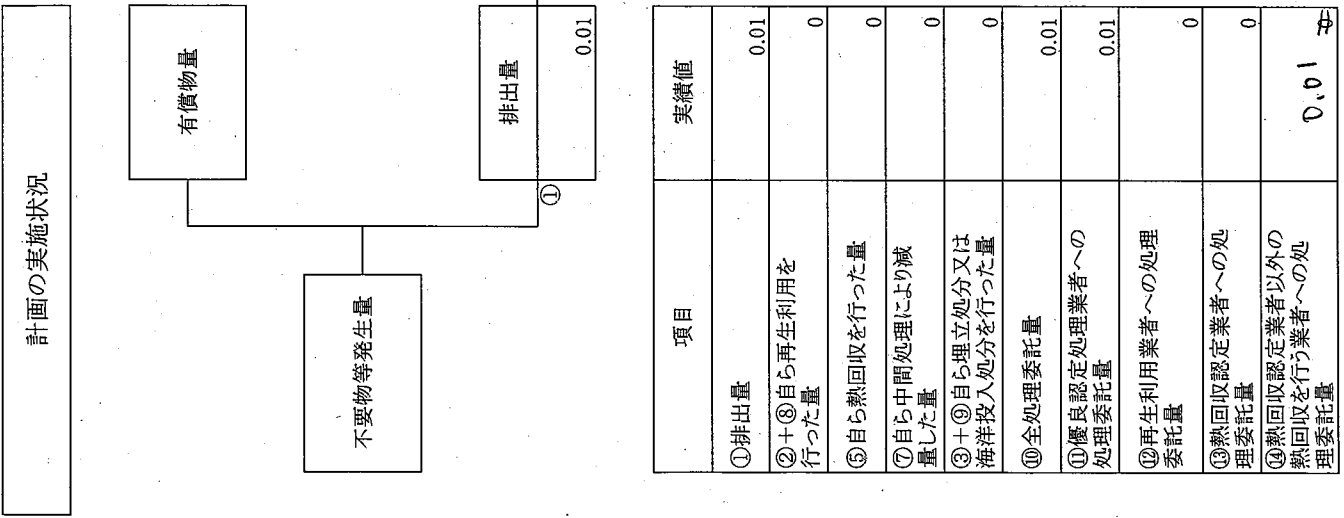 計画の実施状況
有償物量
不要物等発生量
排出量
0.01
①
項目 実績値
①排出量 0.01
②+⑧自ら再生利用を
行った量 0
⑤自ら熱回収を行った量 0
⑦自ら中間処理により減
量した量 0
③+⑨自ら埋立処分又は
海洋投入処分を行った量 0
⑩全処理委託量 0.01
⑪優良認定処理業者への
処理委託量 0.01
⑫再生利用業者への処理
委託量 0
⑬熱回収認定業者への処
理委託量 0
⑭熱回収認定業者以外の
熱回収を行う業者への処
理委託量 0.01 0